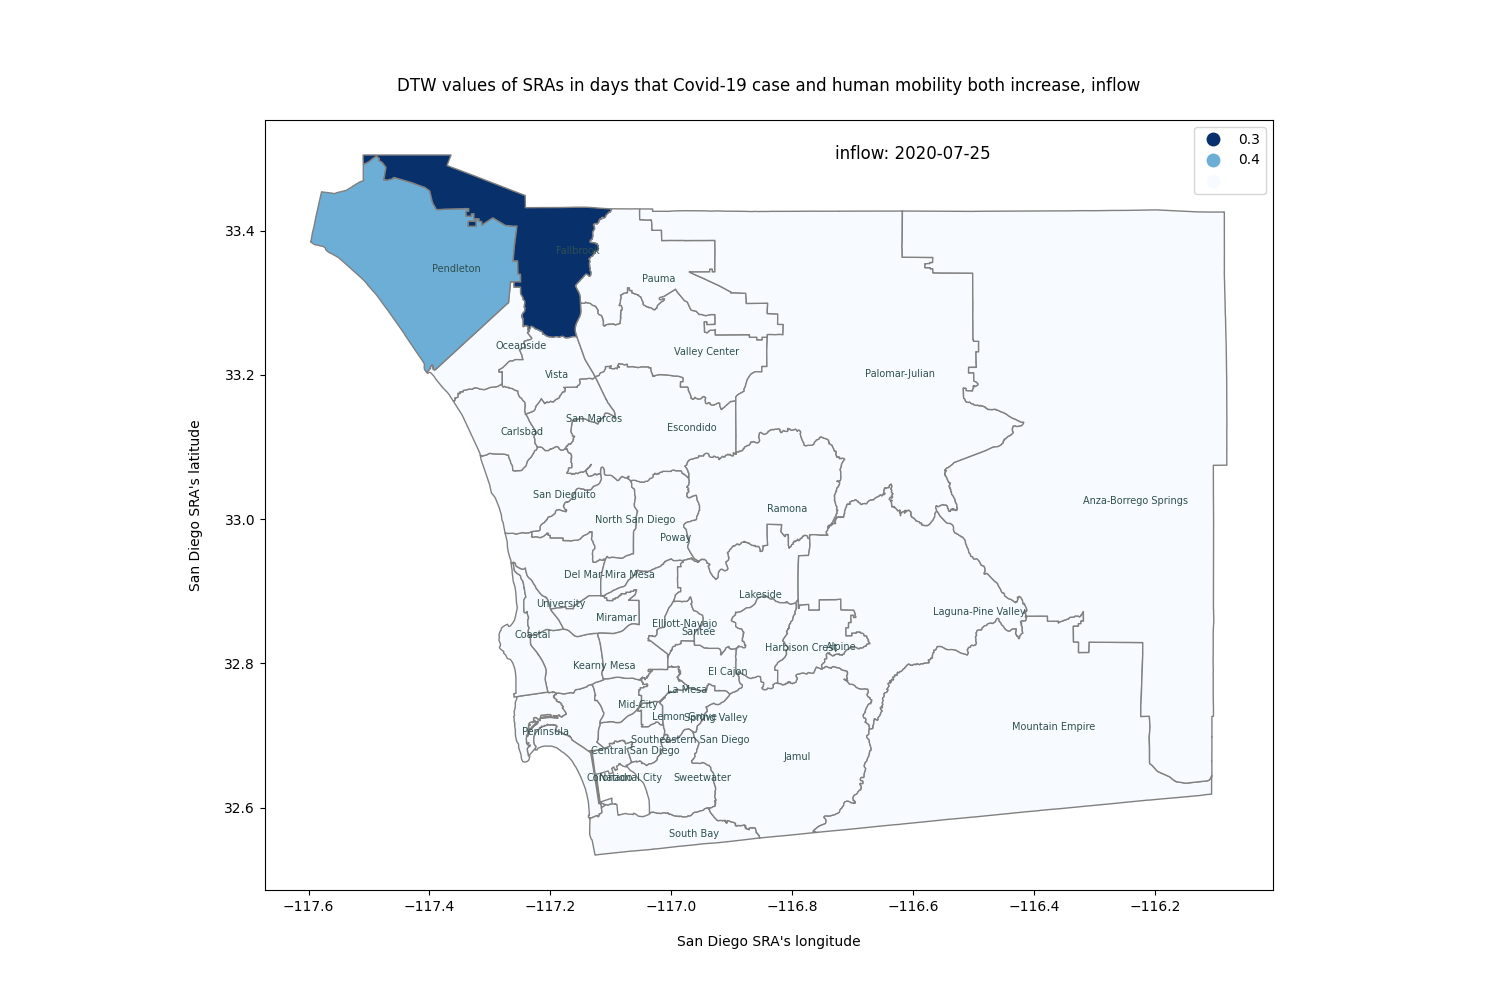 DTW values of SRAs in days that Covid-19 case and human mobility both increase, inflow
inflow: 2020-07-25
0.3
0.4
33.4
33.2
33.0
32.8
32.6
San Diego SRA's latitude
Fallbrook
Pendleton
Pauma
Oceanside
Valley Center
Vista
Palomar-Julian
San Marcos
Carlsbad
Escondido
San Dieguito
Anza-Borrego Springs
Ramona
North San Diego
Poway
Del Mar-Mira Mesa
Lakeside
University
Miramar
Laguna-Pine Valley
Elliott-Navajo
Santee
Coastal
Harbison Crest
Alpine
Kearny Mesa
El Cajon
La Mesa
Mid-City
Lemon Grove
Spring Valley
Peninsula
Mountain Empire
Southeastern San Diego
Central San Diego
Jamul
Coronado
National City
Sweetwater
South Bay
−117.6
−117.4
−117.2
−117.0
−116.8
−116.6
−116.4
−116.2
San Diego SRA's longitude